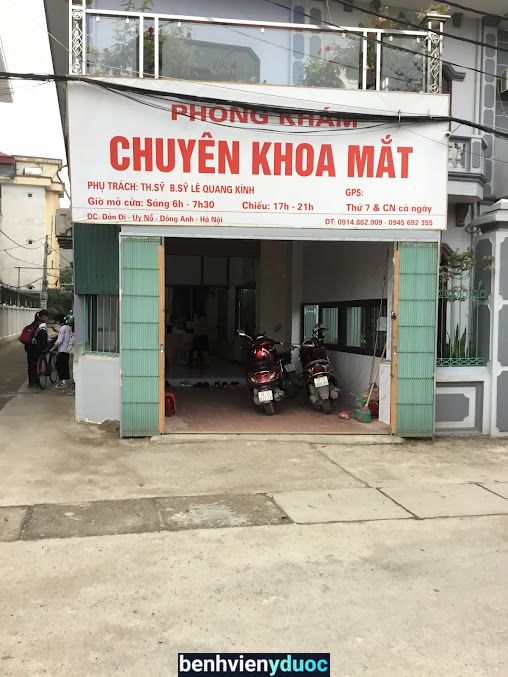 PHÒNG KHÁM
CHUYÊN KHOA MẮT
PHỤ TRÁCH: TH.SỸ B.SỸ LÊ QUANG KÍNH
GPS:
Giờ mở cửa: Sáng 6h - 7h30 Chiều: 17h - 21h Thứ 7 & CN cả ngày
ĐC: Đản Dị - Uy Nỗ - Đông Anh - Hà Nội ĐT: 0914.862.009 - 0945 692 355
benhvienyduoc